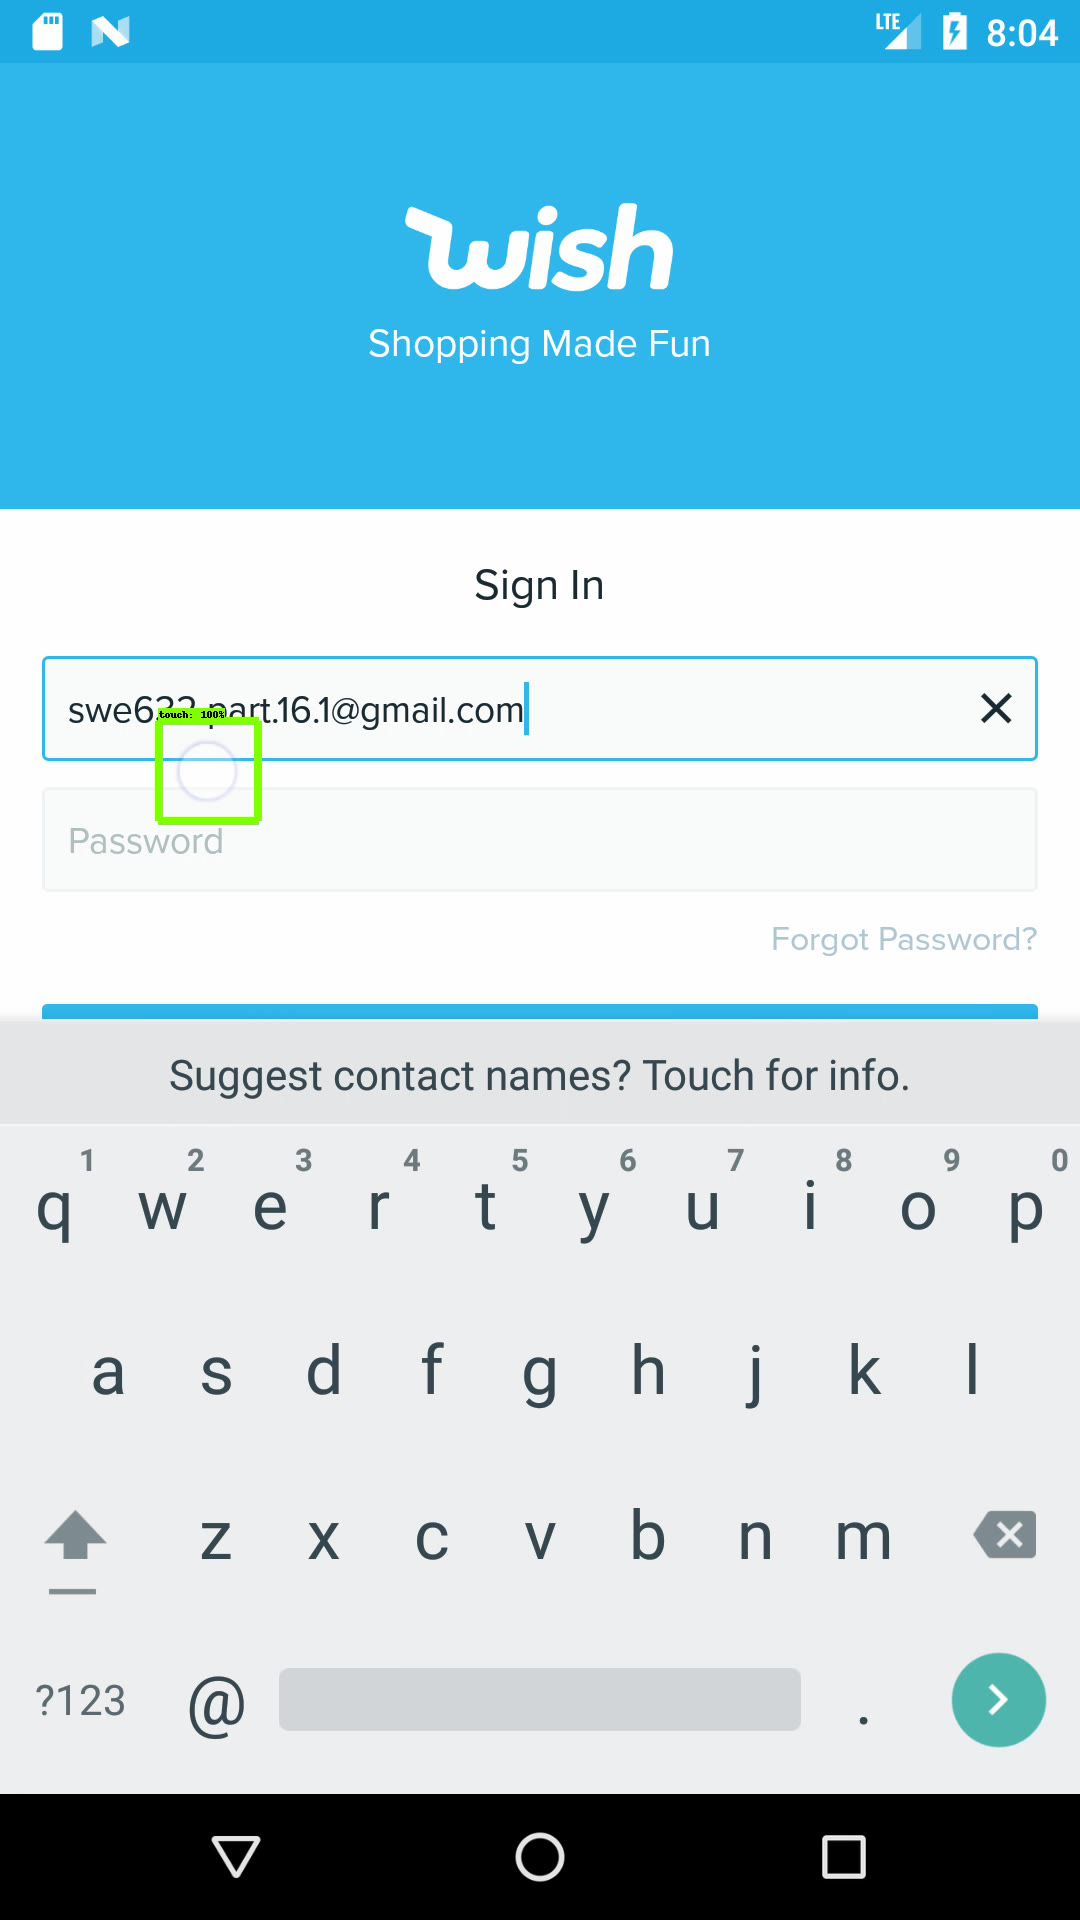 LTE 8:04
wish
Shopping Made Fun
Sign In
touch: 100%
swe632.part.16.1@gmail.com
Password
Forgot Password?
Suggest contact names? Touch for info.
1 2 3 4 5 6 7 8 9 0
q w e r t y u i o p
a s d f g h j k l
z x c v b n m
?123 @ .